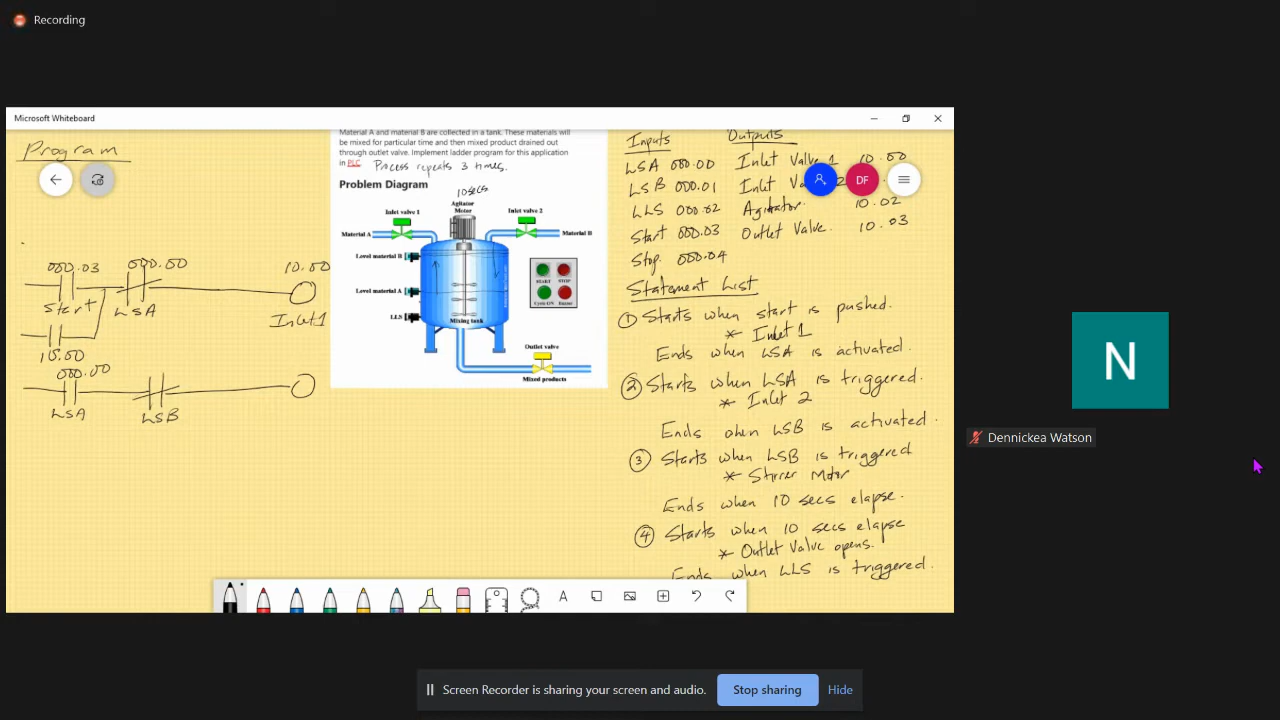 Recording
Microsoft Whiteboard
Program
000.03 000.00 10.00
Start LSA Inlet1
10.00
000.00
LSA LSB
Material A and material B are collected in a tank. These materials will
be mixed for particular time and then mixed product drained out
through outlet valve. Implement ladder program for this application
in PLC Process repeats 3 times.
Problem Diagram
10secs
Agitator
Motor
Inlet valve 1
Inlet valve 2
Material A
Material B
Level material B
Level material A
LLS
Mixing tank
START STOP
Cycle ON
Outlet valve
Mixed products
Inputs Outputs
LSA 000.00 Inlet Valve 1 10.00
LSB 000.01 Inlet
LLS 000.02 Agitator 10.02
Start 000.03 Outlet Valve. 10.03
Stop 000.04
Statement List
① Starts when start is pushed.
* Inlet 1
Ends when LSA is activated.
② Starts when LSA is triggered.
* Inlet 2
Ends when LSB is activated.
③ Starts when LSB is triggered
* Stirrer Motor
Ends when 10 secs elapse.
④ Starts when 10 secs elapse
* Outlet Valve opens.
Ends when LLS is triggered.
DF
A
N
Dennickea Watson
Screen Recorder is sharing your screen and audio.
Stop sharing
Hide